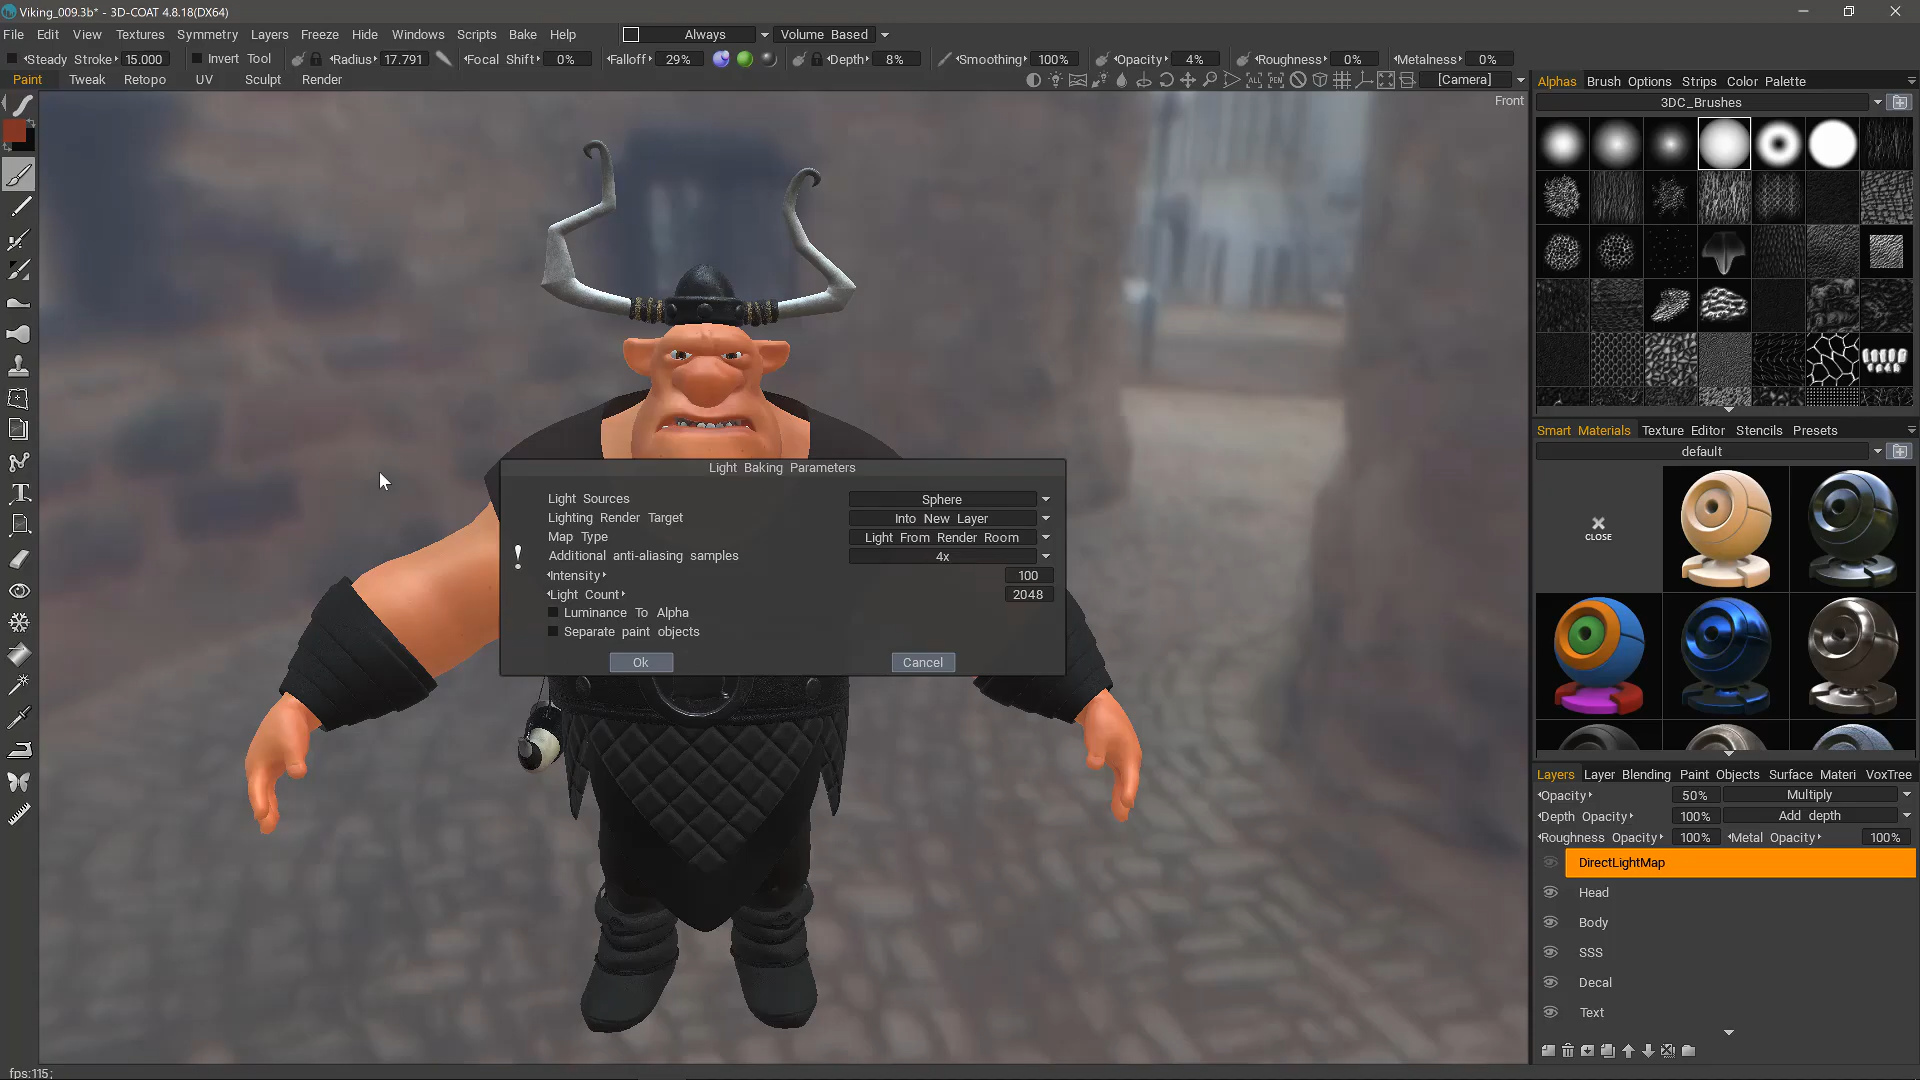 Viking_009.3b* - 3D-COAT 4.8.18(DX64)
File Edit View Textures Symmetry Layers Freeze Hide Windows Scripts Bake Help Always Volume Based
Steady Stroke 15.000 Invert Tool Radius 17.791 Focal Shift 0% Falloff 29% Depth 8% Smoothing 100% Opacity 4% Roughness 0% Metalness 0%
Paint Tweak Retopo UV Sculpt Render ALL PEN [Camera]
Front
Alphas Brush Options Strips Color Palette
3DC_Brushes
Light Baking Parameters
Light Sources Sphere
Lighting Render Target Into New Layer
Map Type Light From Render Room
Additional anti-aliasing samples 4x
Intensity 100
Light Count 2048
Luminance To Alpha
Separate paint objects
Ok Cancel
Smart Materials Texture Editor Stencils Presets
default
CLOSE
Layers Layer Blending Paint Objects Surface Materi VoxTree
Opacity 50% Multiply
Depth Opacity 100% Add depth
Roughness Opacity 100% Metal Opacity 100%
DirectLightMap
Head
Body
SSS
Decal
Text
fps:115;